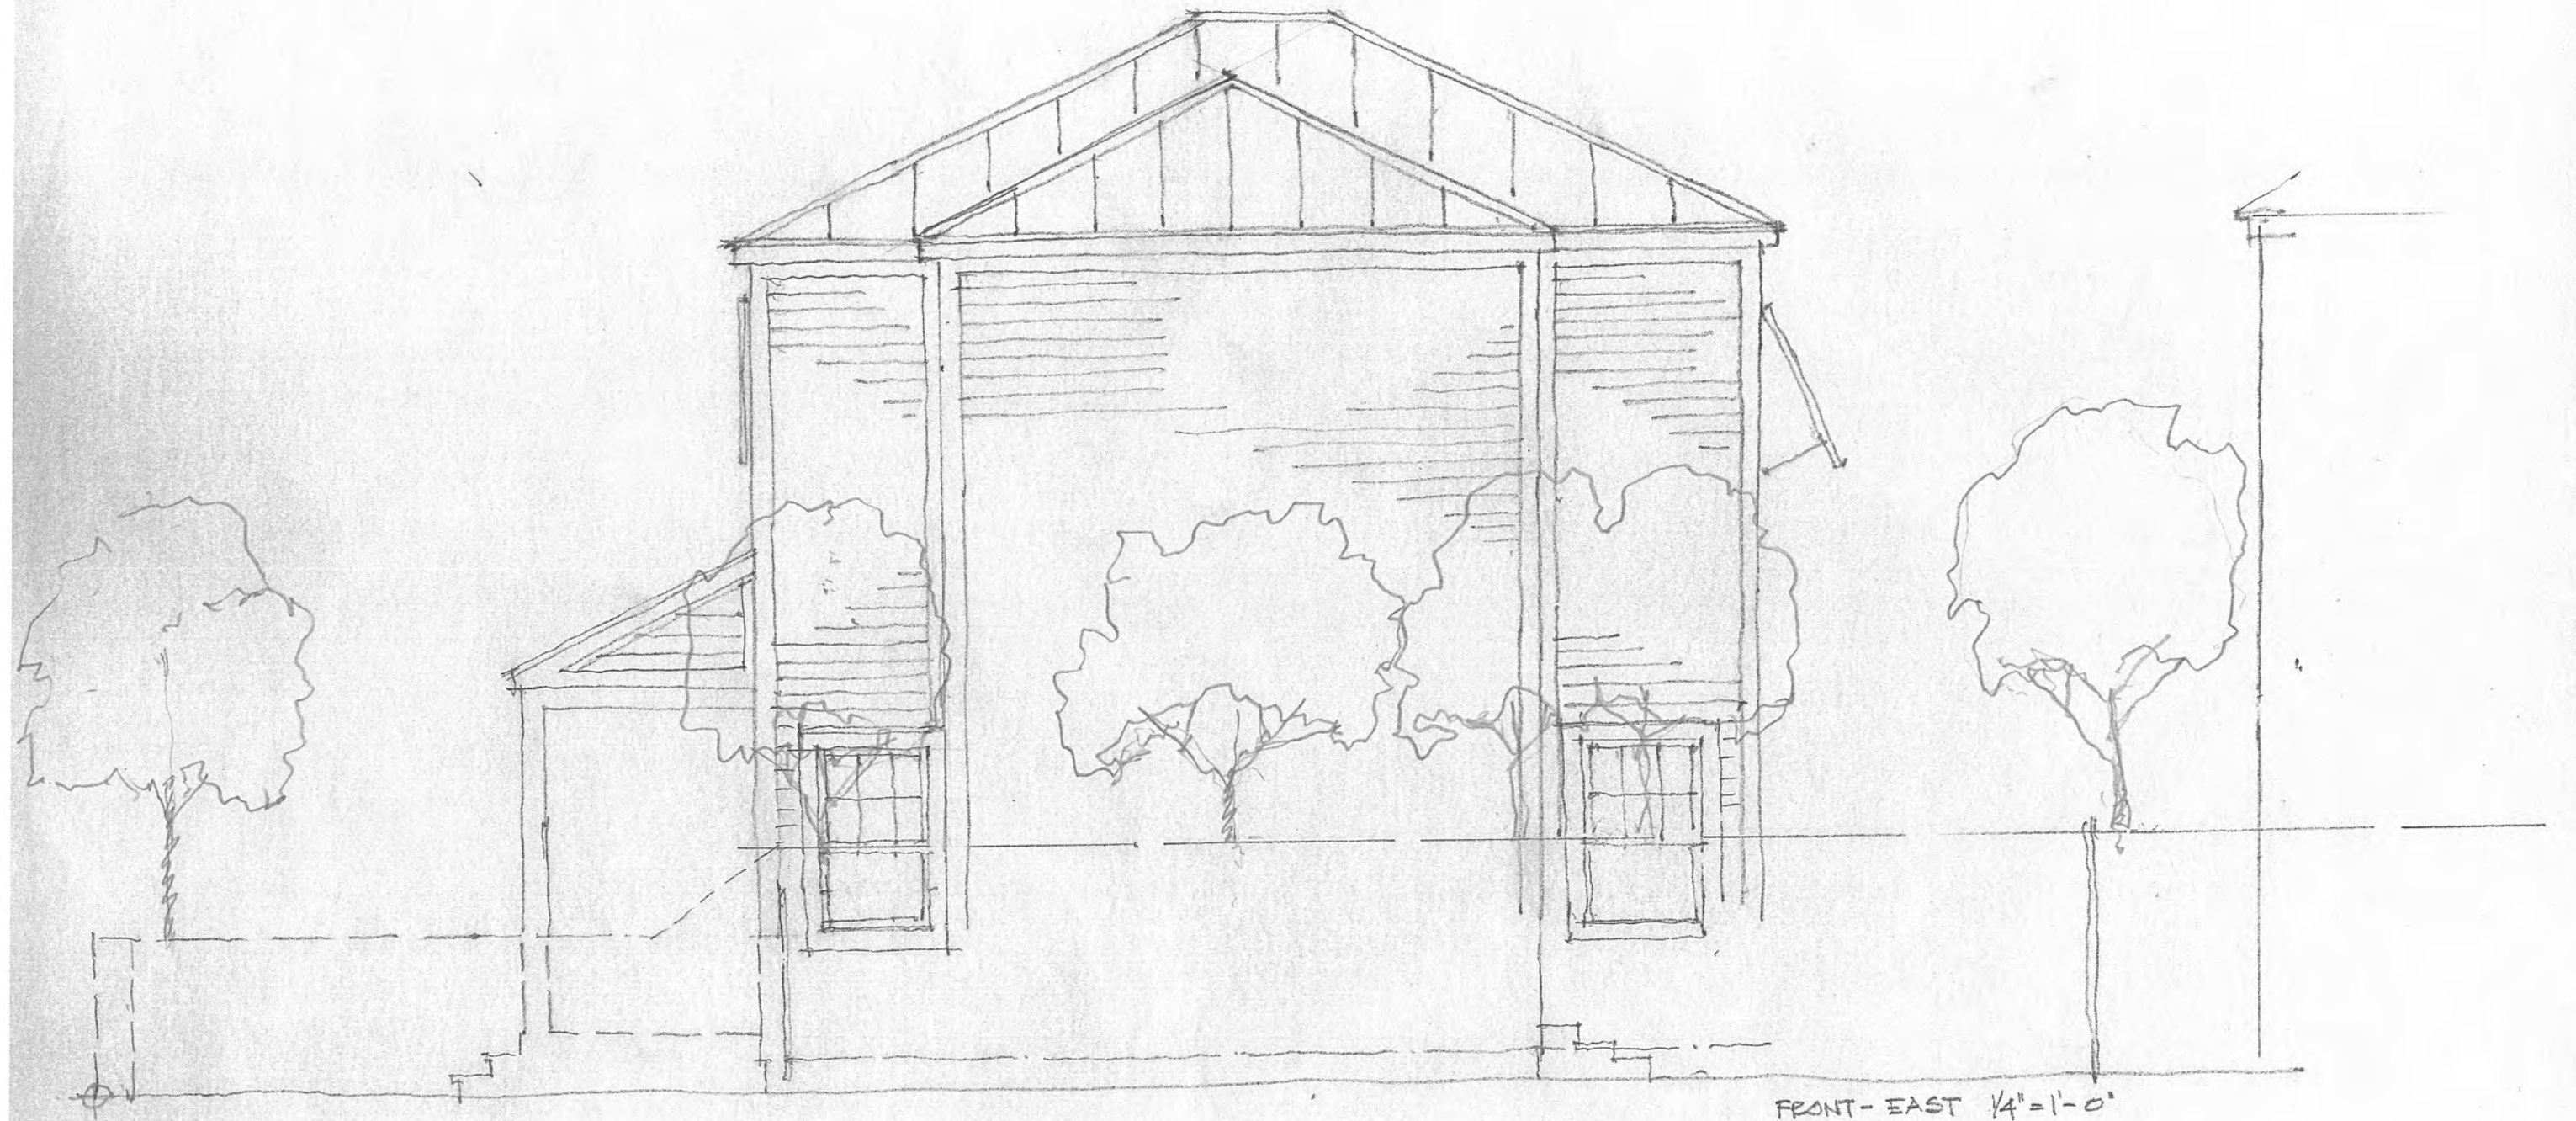 FRONT - EAST 1/4" = 1'-0"